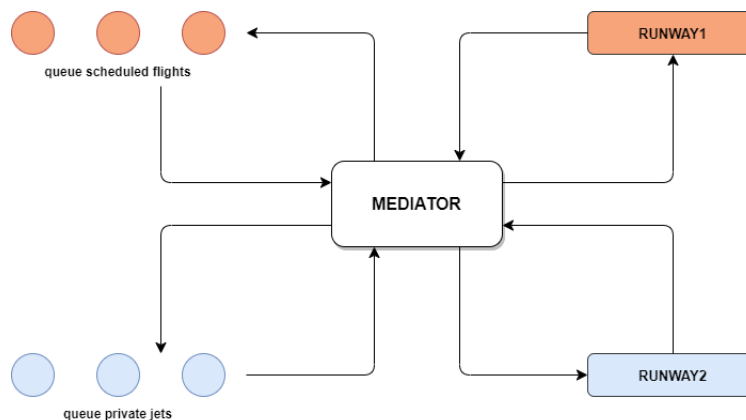 RUNWAY1
queue scheduled flights
MEDIATOR
RUNWAY2
queue private jets